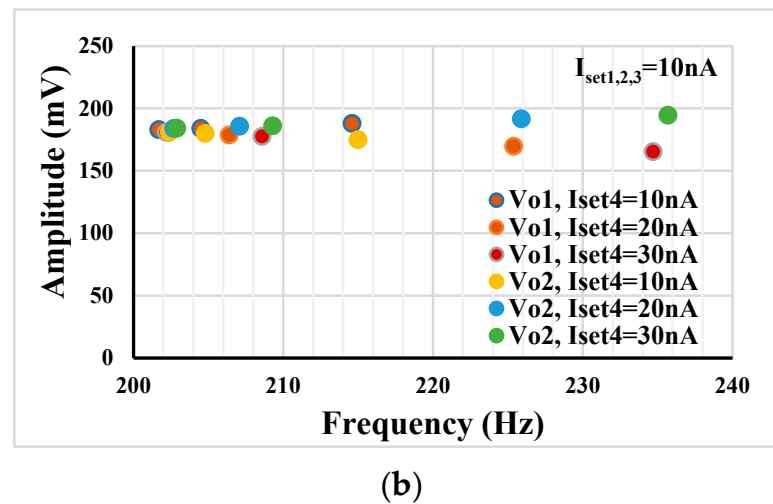 250
I_set1,2,3=10nA
200
150
Vo1, Iset4=10nA
Vo1, Iset4=20nA
100
Vo1, Iset4=30nA
Vo2, Iset4=10nA
50
Vo2, Iset4=20nA
Vo2, Iset4=30nA
0
Amplitude (mV)
200 210 220 230 240
Frequency (Hz)
(b)